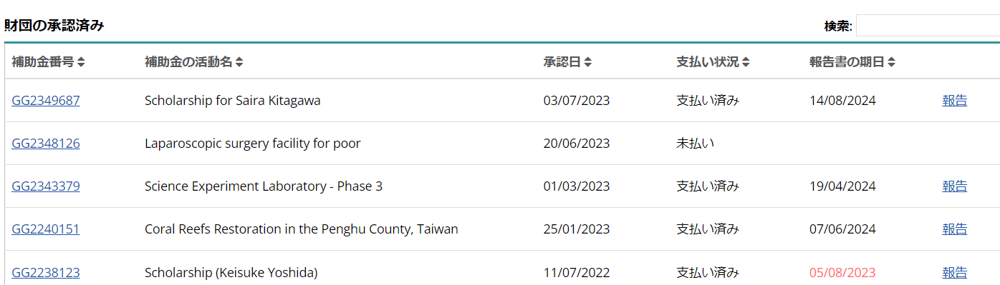 財団の承認済み 検索:
補助金番号 補助金の活動名 承認日 支払い状況 報告書の期日
GG2349687 Scholarship for Saira Kitagawa 03/07/2023 支払い済み 14/08/2024 報告
GG2348126 Laparoscopic surgery facility for poor 20/06/2023 未払い
GG2343379 Science Experiment Laboratory - Phase 3 01/03/2023 支払い済み 19/04/2024 報告
GG2240151 Coral Reefs Restoration in the Penghu County, Taiwan 25/01/2023 支払い済み 07/06/2024 報告
GG2238123 Scholarship (Keisuke Yoshida) 11/07/2022 支払い済み 05/08/2023 報告